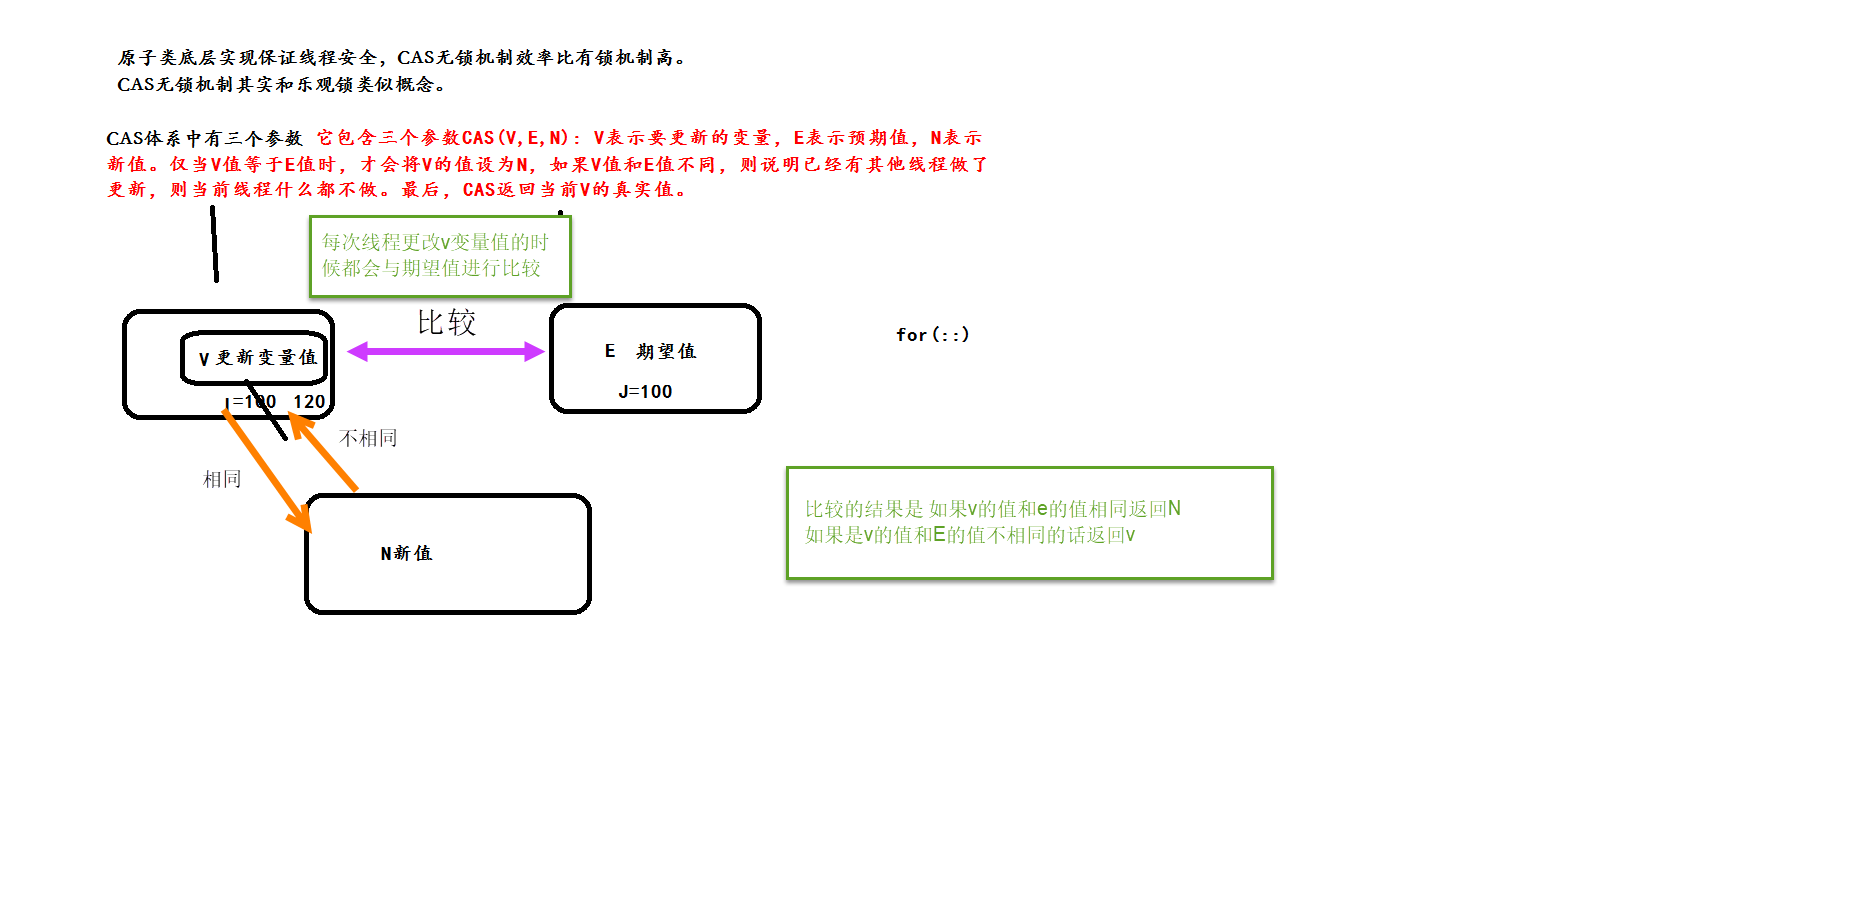 原子类底层实现保证线程安全，CAS无锁机制效率比有锁机制高。
CAS无锁机制其实和乐观锁类似概念。
CAS体系中有三个参数 它包含三个参数CAS(V,E,N): V表示要更新的变量，E表示预期值，N表示
新值。仅当V值等于E值时，才会将V的值设为N，如果V值和E值不同，则说明已经有其他线程做了
更新，则当前线程什么都不做。最后，CAS返回当前V的真实值。
每次线程更改v变量值的时
候都会与期望值进行比较
比较
V 更新变量值
I=100 120
E 期望值
J=100
for(::)
不相同
相同
N新值
比较的结果是 如果v的值和e的值相同返回N
如果是v的值和E的值不相同的话返回v